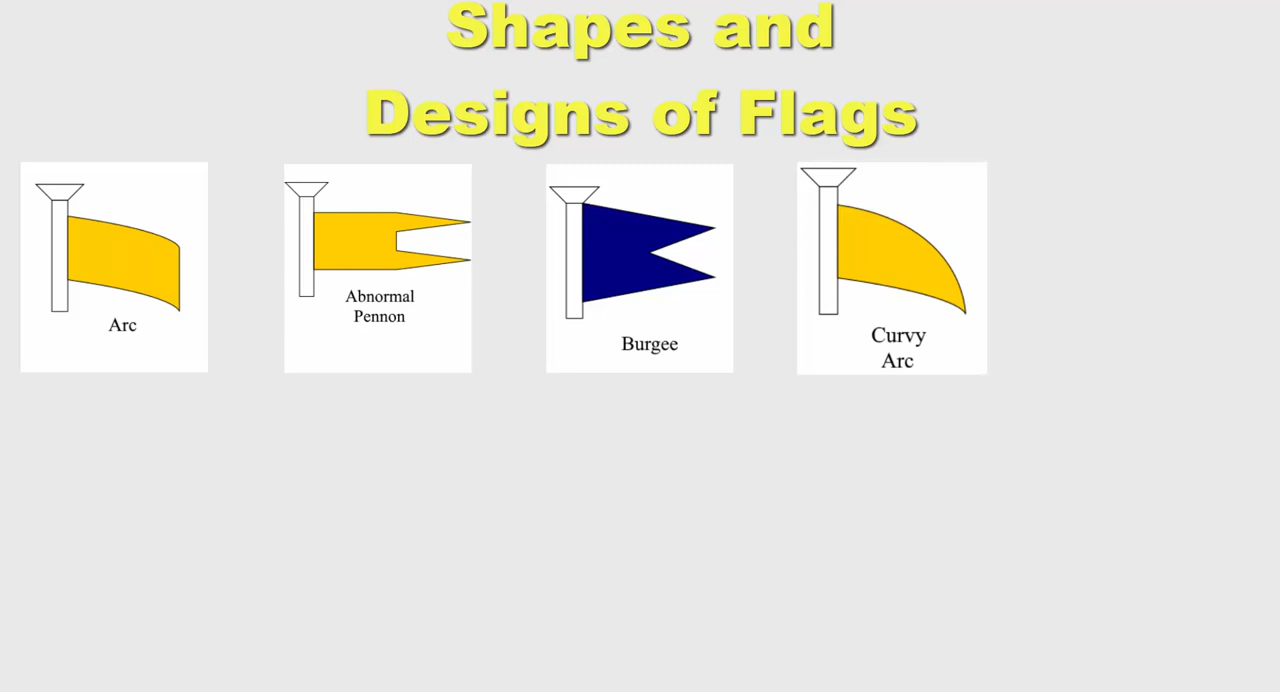 Shapes and
Designs of Flags
Arc
Abnormal
Pennon
Burgee
Curvy
Arc